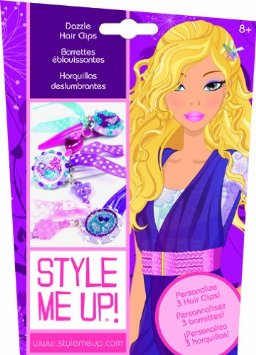 Dazzle
Hair Clips
Barrettes
éblouissantes
Horquillas
deslumbrantes
8+
STYLE
ME UP!
www.stylemeup.com
Personalize
3 Hair Clips!
Personnalisez
3 barrettes!
¡Personaliza
3 horquillas!